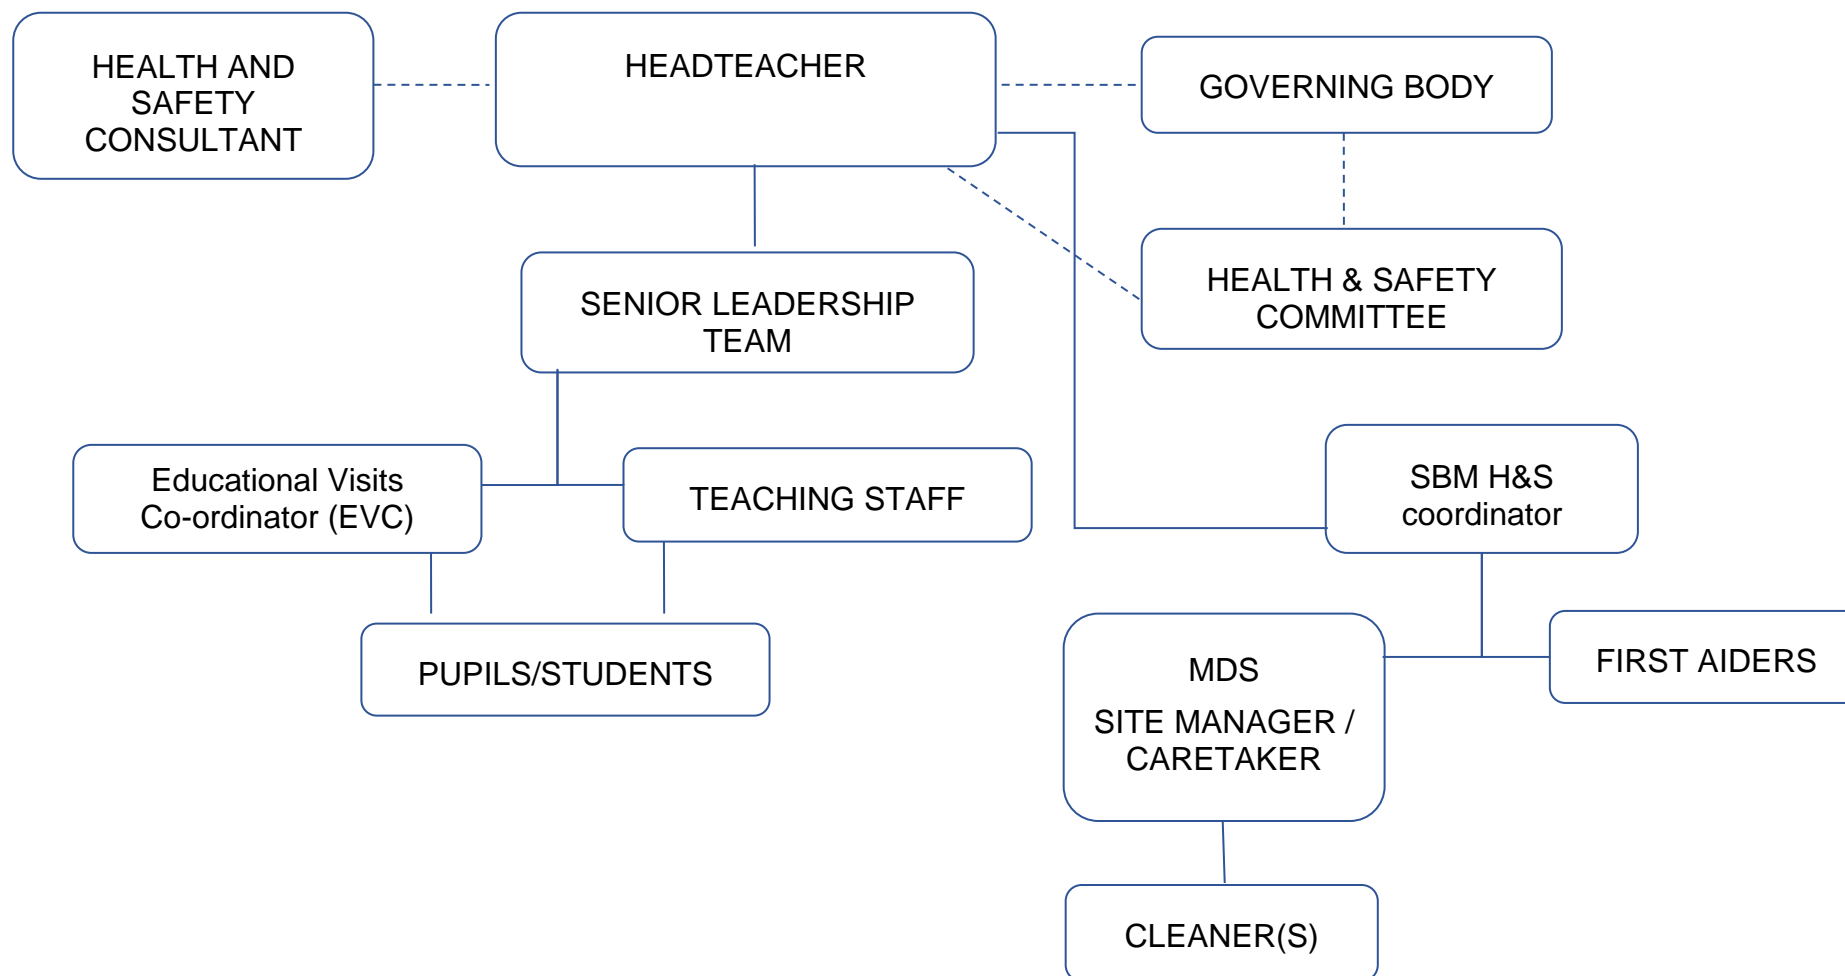 HEALTH AND
SAFETY
CONSULTANT
HEADTEACHER
GOVERNING BODY
SENIOR LEADERSHIP
TEAM
HEALTH & SAFETY
COMMITTEE
Educational Visits
Co-ordinator (EVC)
TEACHING STAFF
SBM H&S
coordinator
PUPILS/STUDENTS
MDS
SITE MANAGER /
CARETAKER
FIRST AIDERS
CLEANER(S)